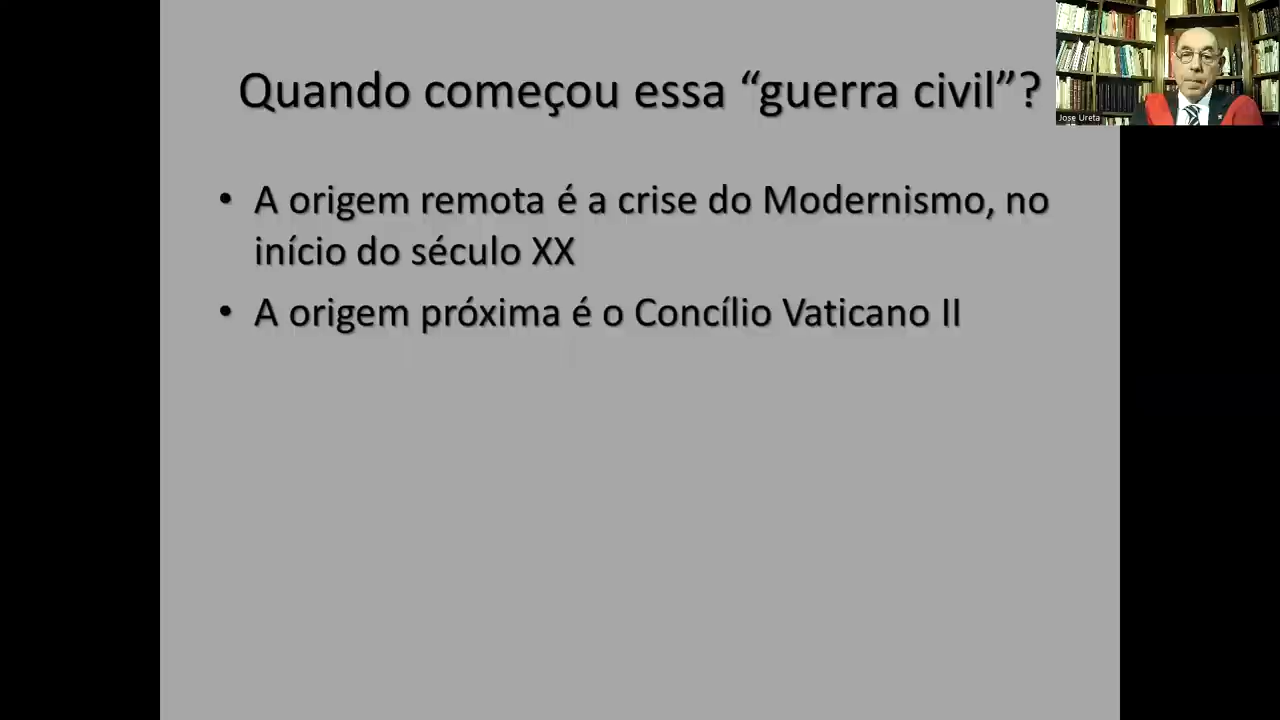 Quando começou essa “guerra civil”?
• A origem remota é a crise do Modernismo, no
início do século XX
• A origem próxima é o Concílio Vaticano II
Jose Ureta